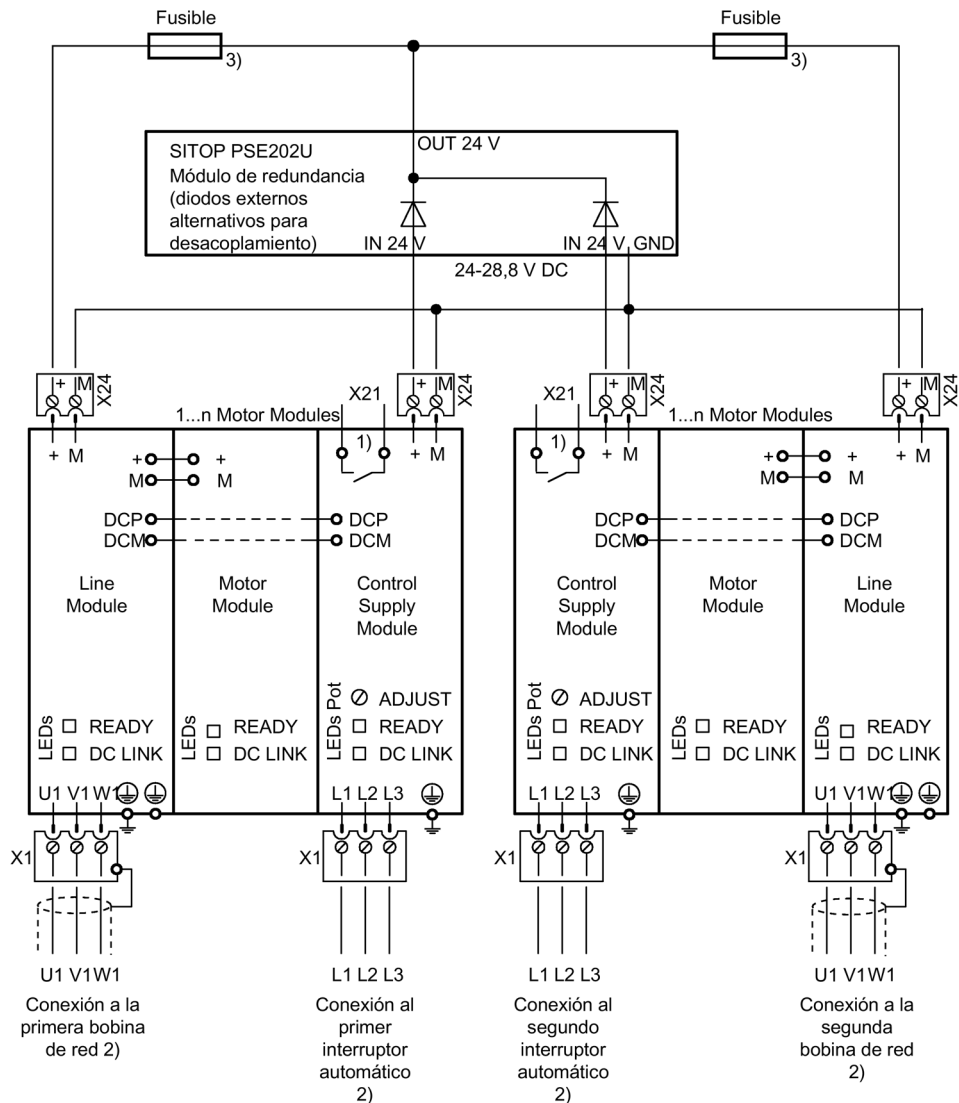 Fusible
Fusible
3)
3)
OUT 24 V
SITOP PSE202U
Módulo de redundancia
(diodos externos
alternativos para
desacoplamiento)
IN 24 V
IN 24 V
GND
24-28,8 V DC
+ M
X24
X21
+ M
X24
X21
+ M
X24
+ M
X24
1...n Motor Modules
1...n Motor Modules
+ M
1)
+ M
1)
+ M
+ M
+ +
M M
+ +
M M
DCP DCP
DCM DCM
DCP DCP
DCM DCM
Line
Module
Motor
Module
Control
Supply
Module
Control
Supply
Module
Motor
Module
Line
Module
LEDs
READY
DC LINK
LEDs
READY
DC LINK
LEDs Pot
ADJUST
READY
DC LINK
LEDs Pot
ADJUST
READY
DC LINK
LEDs
READY
DC LINK
LEDs
READY
DC LINK
U1 V1 W1
L1 L2 L3
L1 L2 L3
U1 V1 W1
X1
X1
X1
X1
U1 V1 W1
L1 L2 L3
L1 L2 L3
U1 V1 W1
Conexión a la
primera bobina
de red 2)
Conexión al
primer
interruptor
automático
2)
Conexión al
segundo
interruptor
automático
2)
Conexión a la
segunda
bobina de red
2)